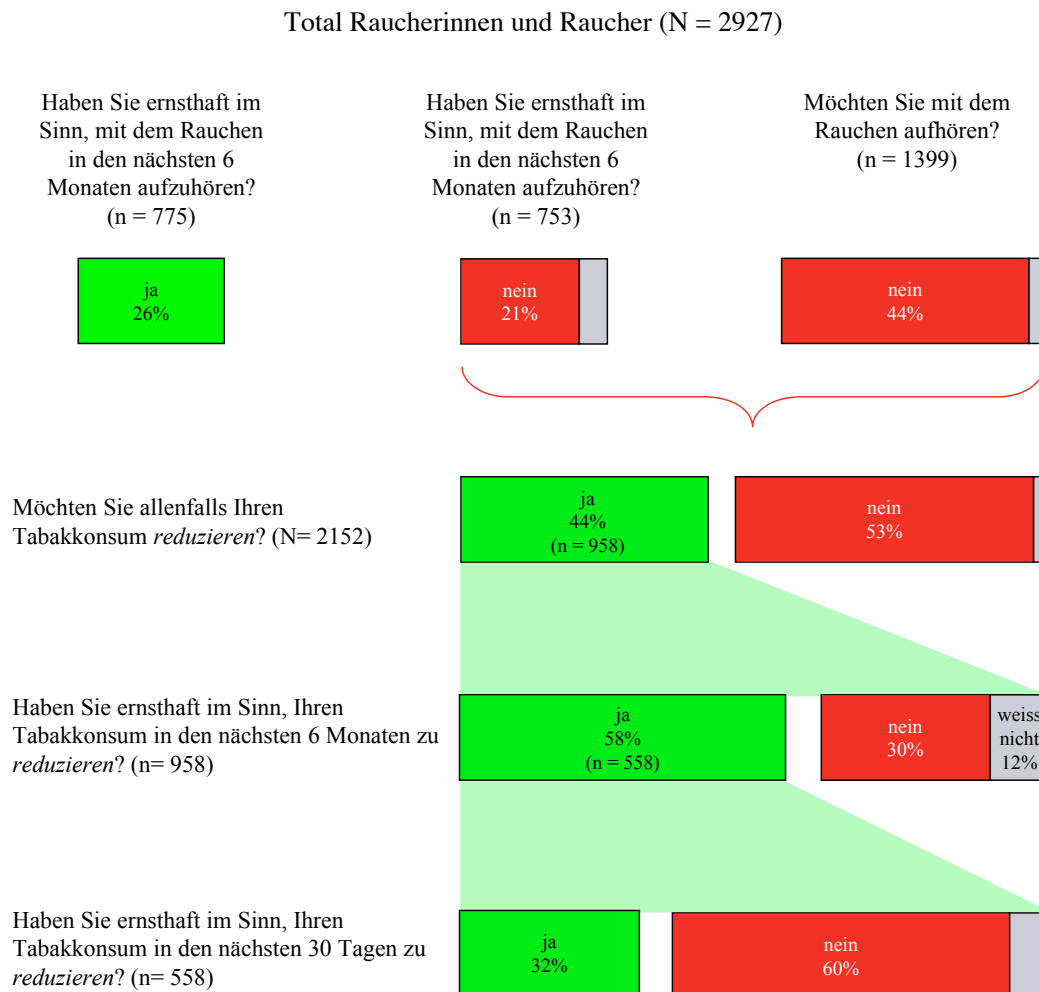 Total Raucherinnen und Raucher (N = 2927)
Haben Sie ernsthaft im
Sinn, mit dem Rauchen
in den nächsten 6
Monaten aufzuhören?
(n = 775)
Haben Sie ernsthaft im
Sinn, mit dem Rauchen
in den nächsten 6
Monaten aufzuhören?
(n = 753)
Möchten Sie mit dem
Rauchen aufhören?
(n = 1399)
ja
26%
nein
21%
nein
44%
Möchten Sie allenfalls Ihren
Tabakkonsum reduzieren? (N= 2152)
ja
44%
(n = 958)
nein
53%
Haben Sie ernsthaft im Sinn, Ihren
Tabakkonsum in den nächsten 6 Monaten zu
reduzieren? (n= 958)
ja
58%
(n = 558)
nein
30%
weiss
nicht
12%
Haben Sie ernsthaft im Sinn, Ihren
Tabakkonsum in den nächsten 30 Tagen zu
reduzieren? (n= 558)
ja
32%
nein
60%